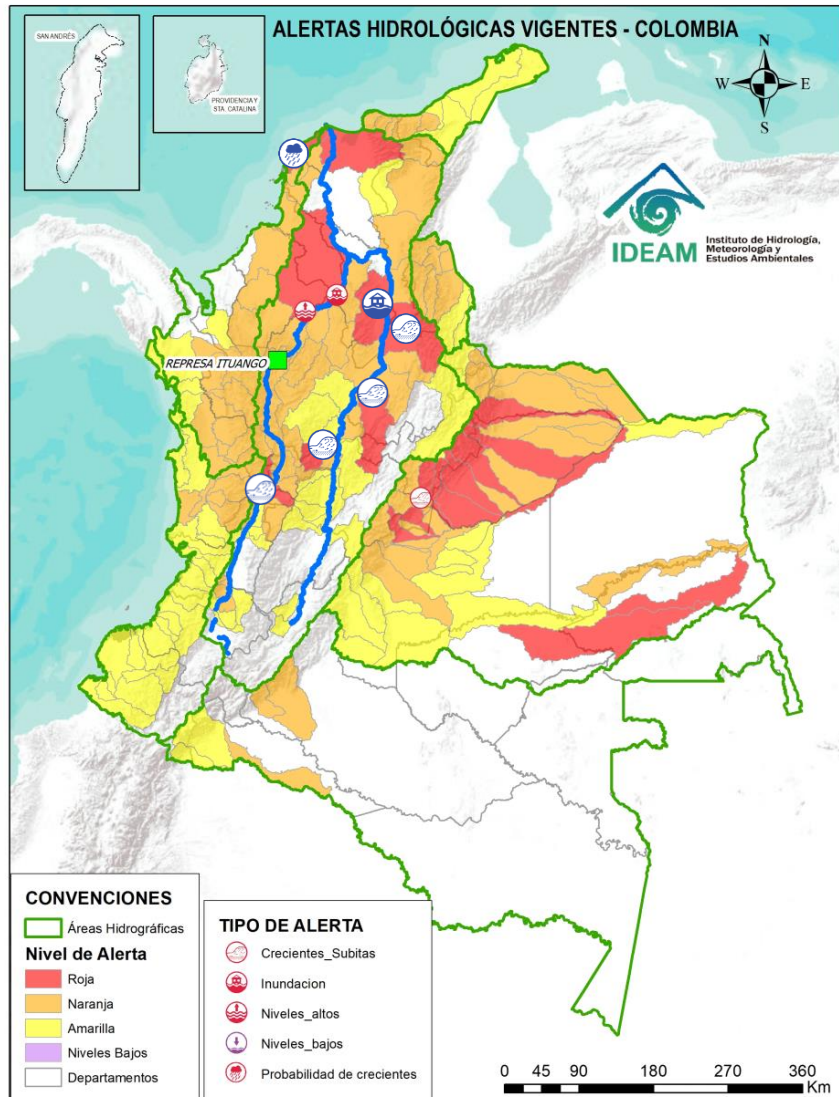 ALERTAS HIDROLÓGICAS VIGENTES - COLOMBIA
SAN ANDRÉS
PROVIDENCIA Y
STA. CATALINA
N
W
E
S
IDEAM
Instituto de Hidrología,
Meteorología y
Estudios Ambientales
REPRESA ITUANGO
CONVENCIONES
Áreas Hidrográficas
Nivel de Alerta
Roja
Naranja
Amarilla
Niveles Bajos
Departamentos
TIPO DE ALERTA
Crecientes_Subitas
Inundacion
Niveles_altos
Niveles_bajos
Probabilidad de crecientes
0 45 90 180 270 360
Km